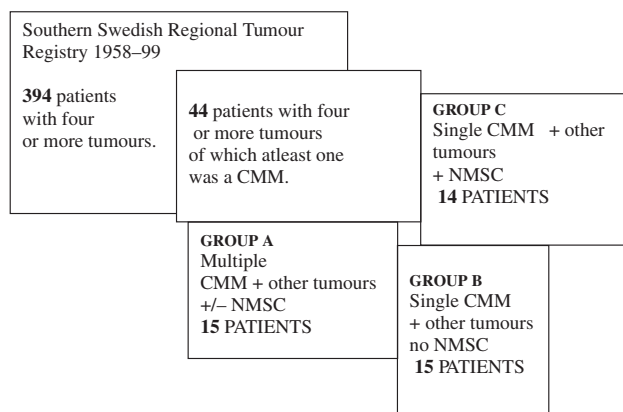 Southern Swedish Regional Tumour
Registry 1958–99
394 patients
with four
or more tumours.
44 patients with four
or more tumours
of which atleast one
was a CMM.
GROUP C
Single CMM + other
tumours
+ NMSC
14 PATIENTS
GROUP A
Multiple
CMM + other tumours
+/– NMSC
15 PATIENTS
GROUP B
Single CMM
+ other tumours
no NMSC
15 PATIENTS